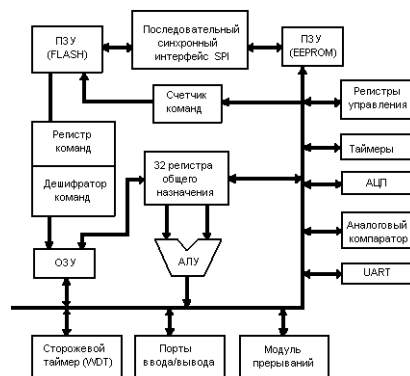 ПЗУ
(FLASH)
Последовательный
синхронный
интерфейс SPI
ПЗУ
(EEPROM)
Счетчик
команд
Регистры
управления
Регистр
команд
Дешифратор
команд
32 регистра
общего
назначения
Таймеры
АЦП
Аналоговый
компаратор
UART
ОЗУ
АЛУ
Сторожевой
таймер (WDT)
Порты
ввода/вывода
Модуль
прерываний